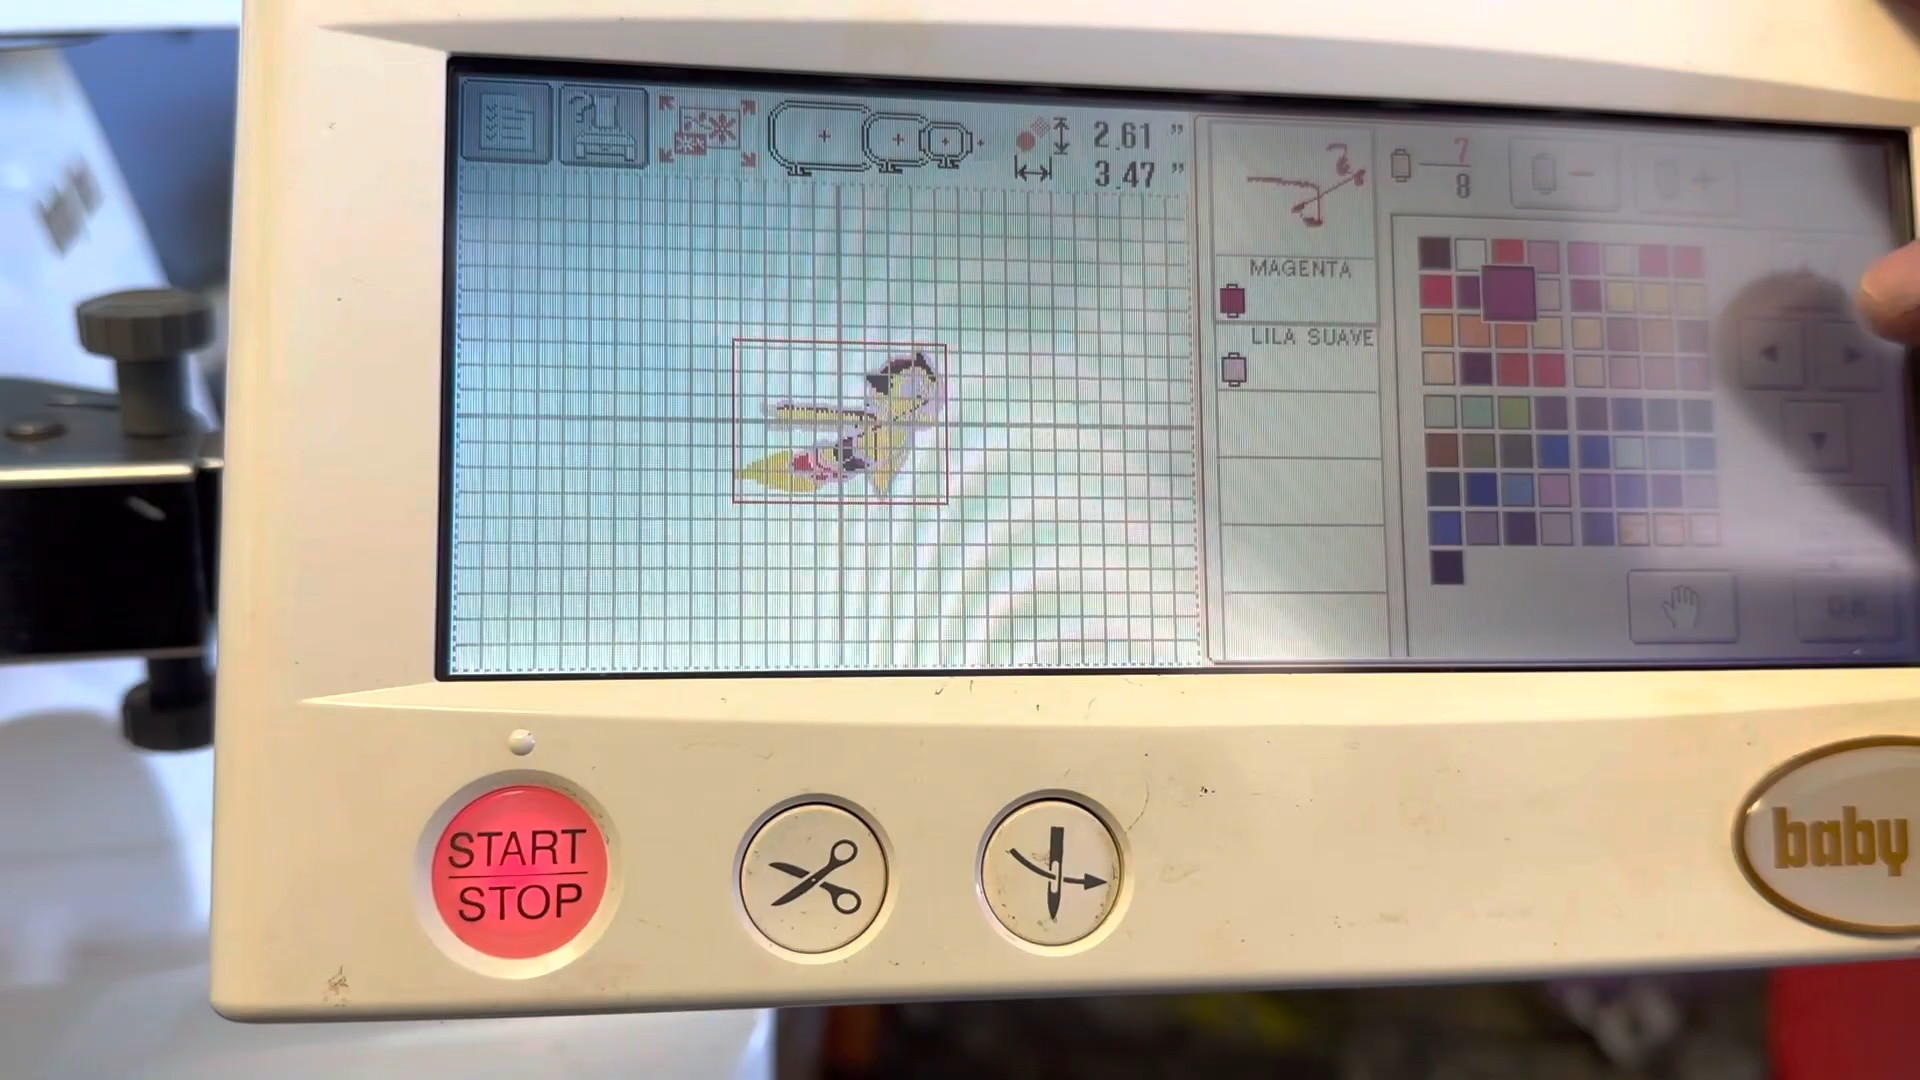 2.61 "
3.47 "
7
8
MAGENTA
LILA SUAVE
START
STOP
baby